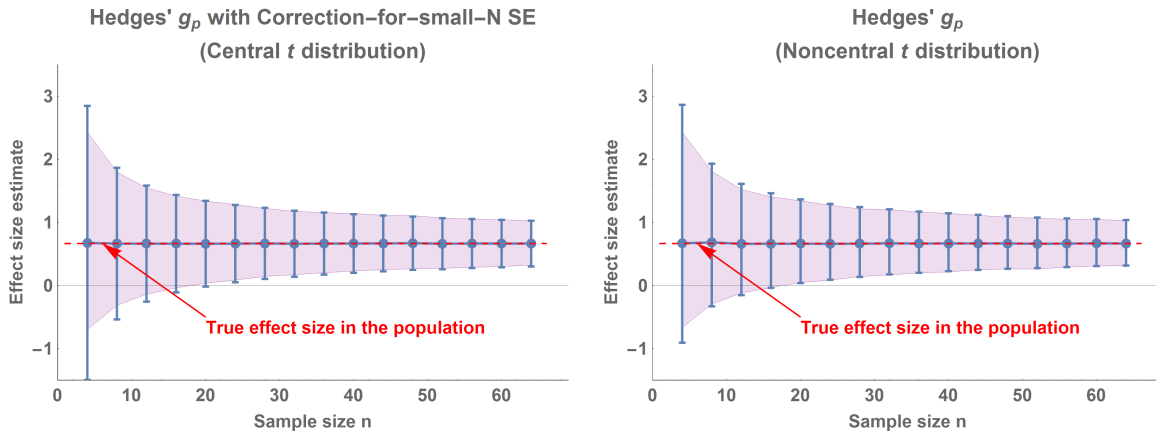 Hedges' gp with Correction-for-small-N SE
(Central t distribution)
Effect size estimate
3
2
1
0
−1
True effect size in the population
0
10
20
30
40
50
60
Sample size n
Hedges' gp
(Noncentral t distribution)
Effect size estimate
3
2
1
0
−1
True effect size in the population
0
10
20
30
40
50
60
Sample size n